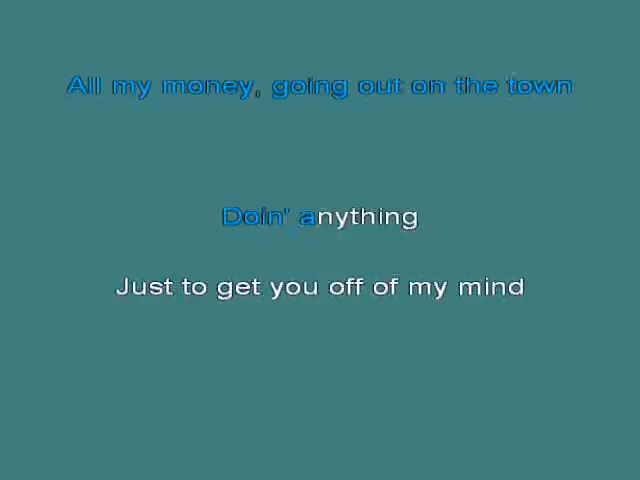 All my money, going out on the town
Doin' anything
Just to get you off of my mind